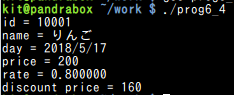 kit@pandrabox ~/work $ ./prog6_4
id = 10001
name = りんご
day = 2018/5/17
price = 200
rate = 0.800000
discount price = 160